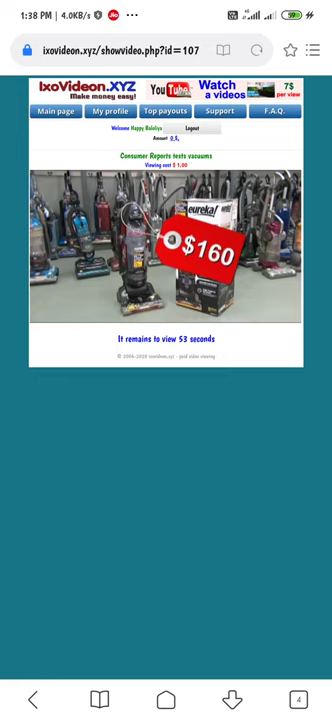 1:38 PM | 4.0KB/s
59
ixovideon.xyz/showvideo.php?id=107
IxoVideon.XYZ
Make money easy!
YouTube
Watch
a videos
7$
per view
Main page
My profile
Top payouts
Support
F.A.Q.
Welcome Happy Baloliya
Logout
Amount 0 $.
Consumer Reports tests vacuums
Viewing cost $ 1.00
eureka!
$160
It remains to view 53 seconds
© 2006-2020 ixovideon.xyz - paid video viewing
4